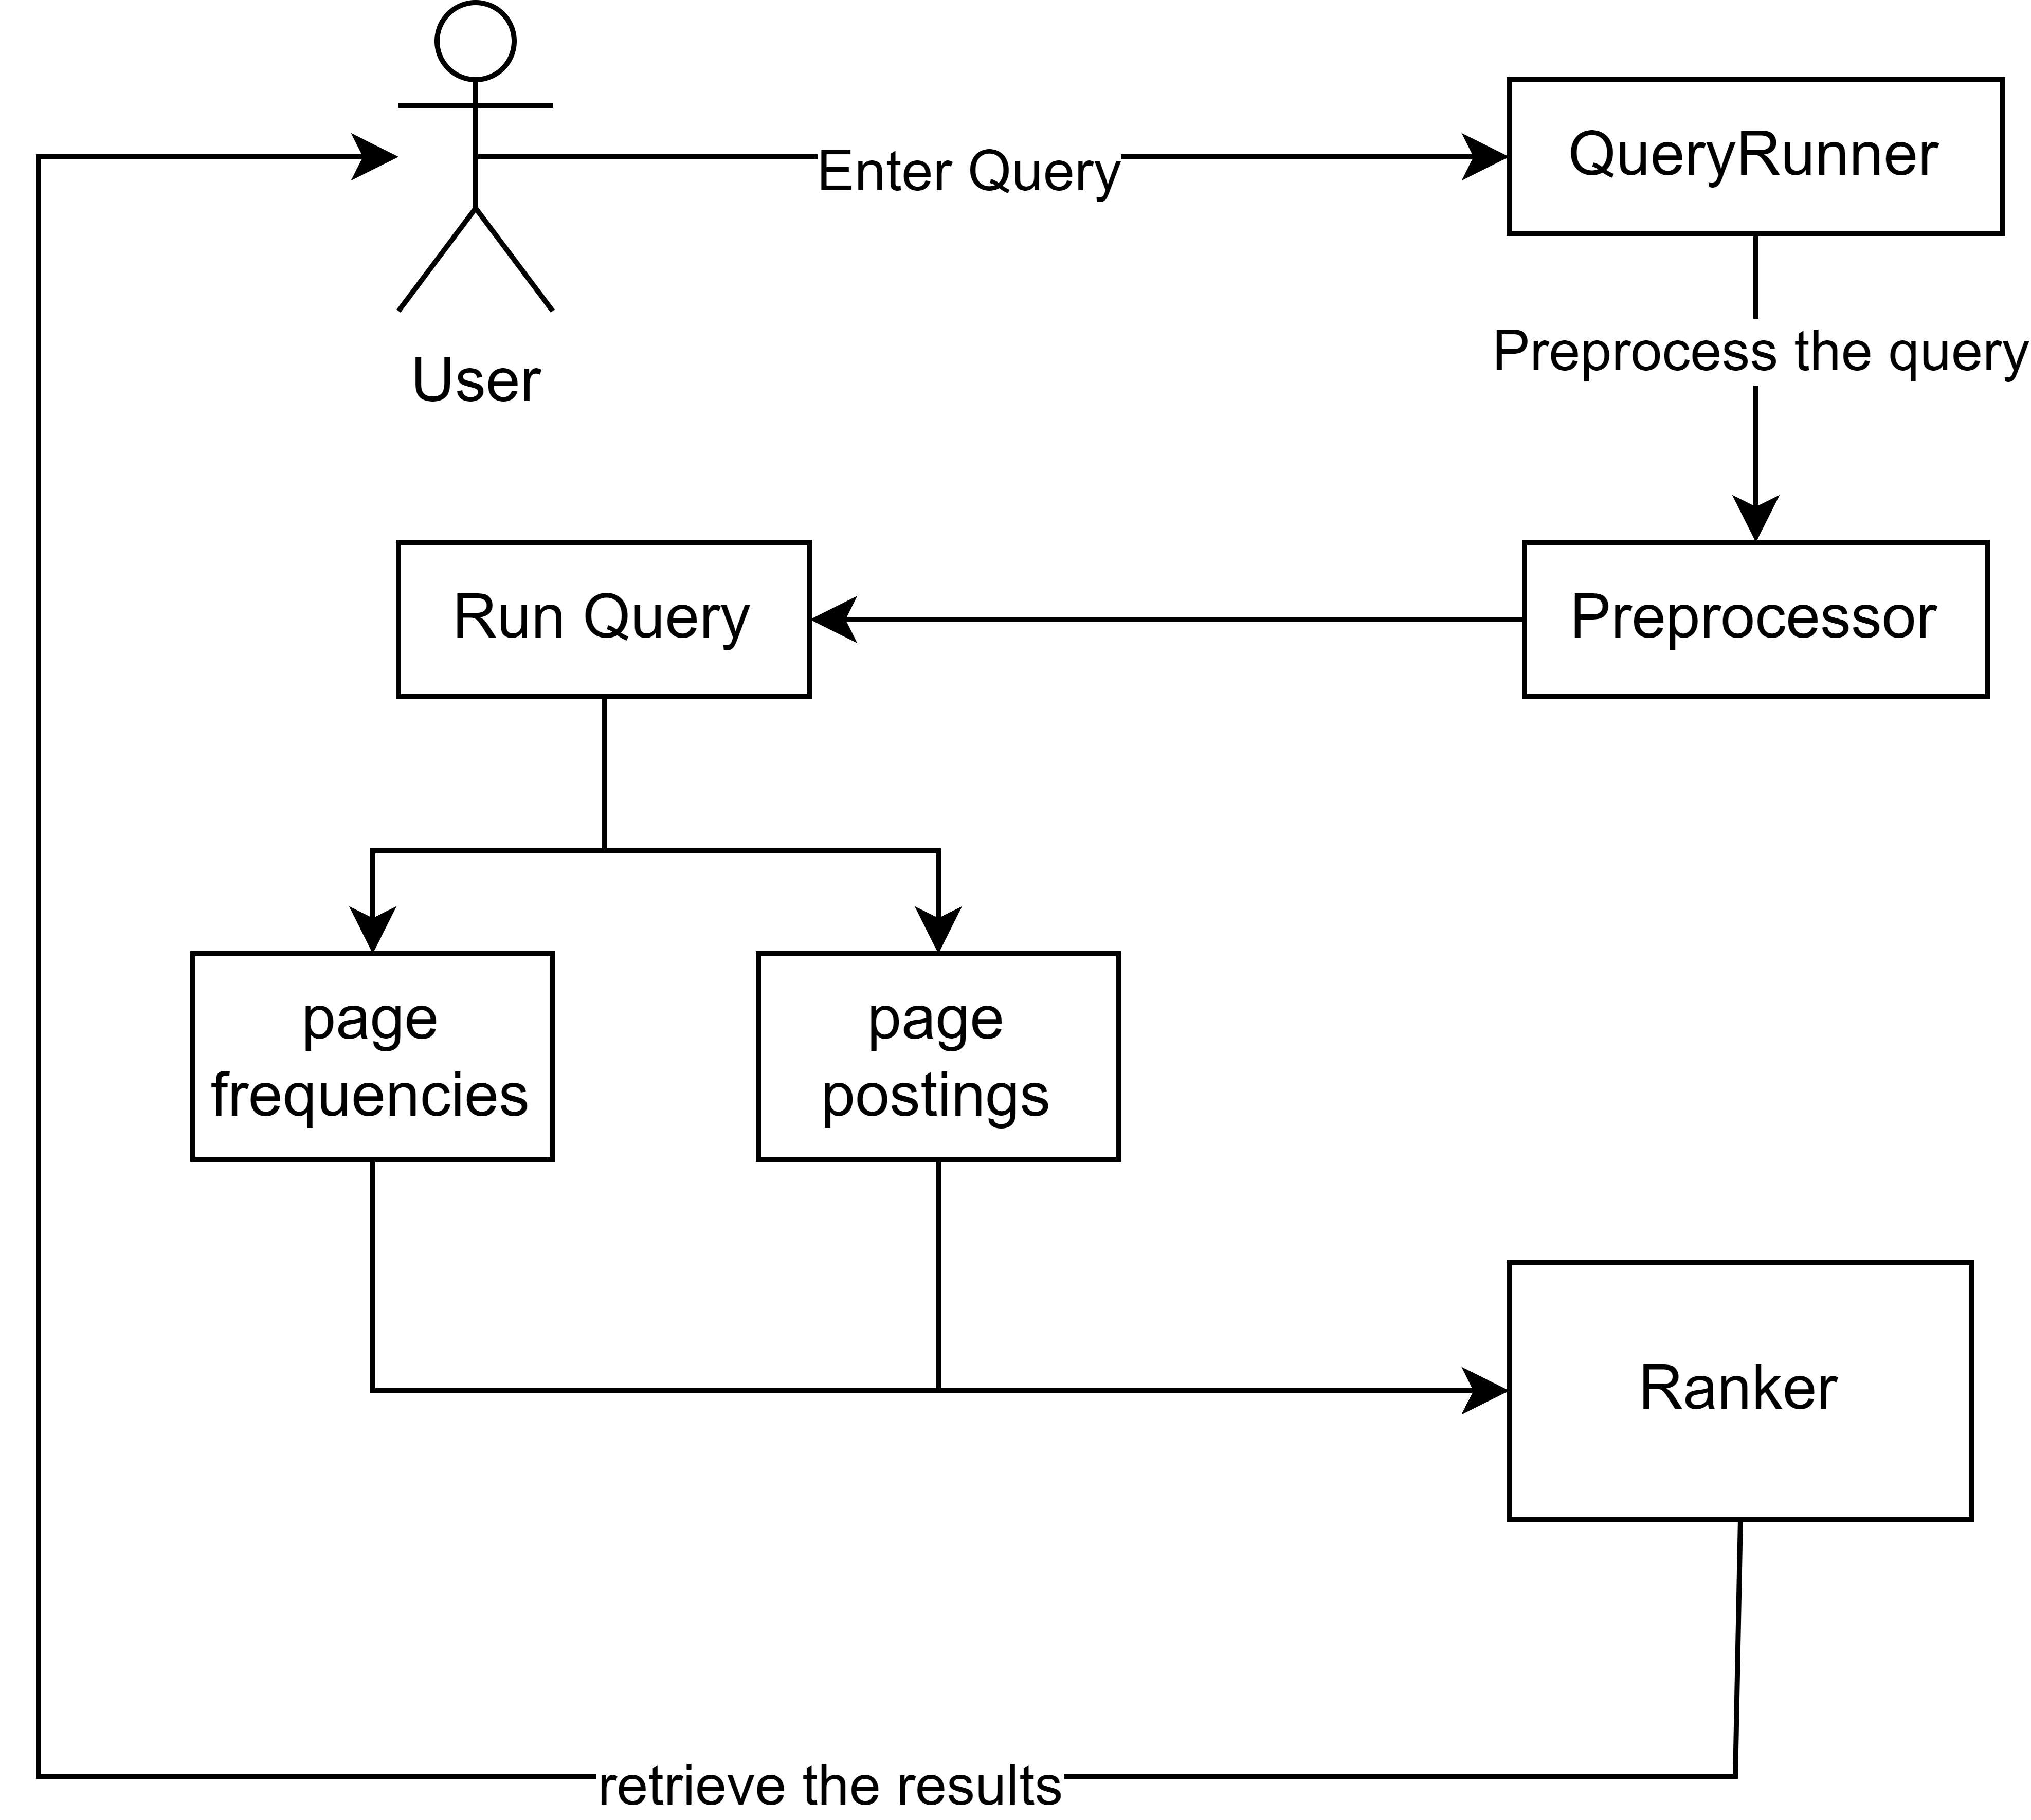 Enter Query
QueryRunner
User
Preprocess the query
Run Query
Preprocessor
page
frequencies
page
postings
Ranker
retrieve the results